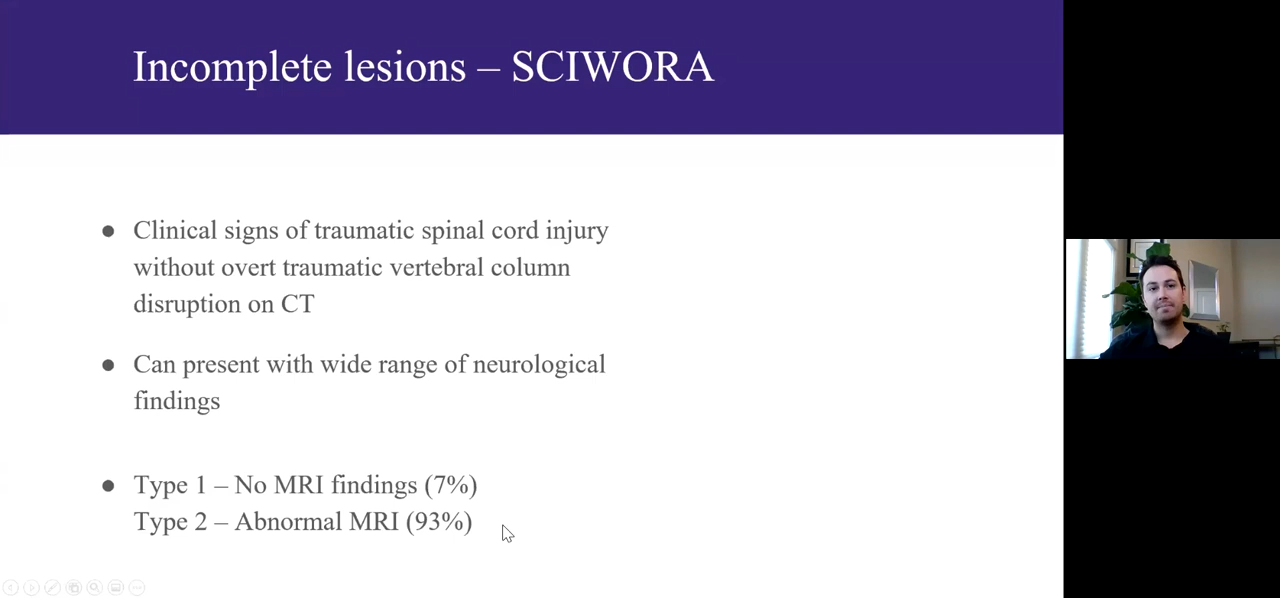 Incomplete lesions – SCIWORA
● Clinical signs of traumatic spinal cord injury
without overt traumatic vertebral column
disruption on CT
● Can present with wide range of neurological
findings
● Type 1 – No MRI findings (7%)
Type 2 – Abnormal MRI (93%)